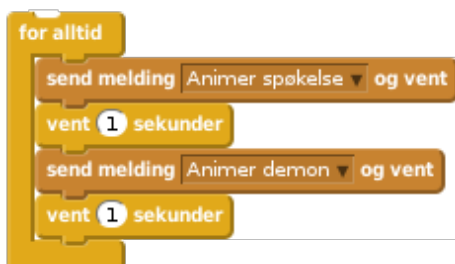 for alltid
send melding Animer spøkelse og vent
vent 1 sekunder
send melding Animer demon og vent
vent 1 sekunder